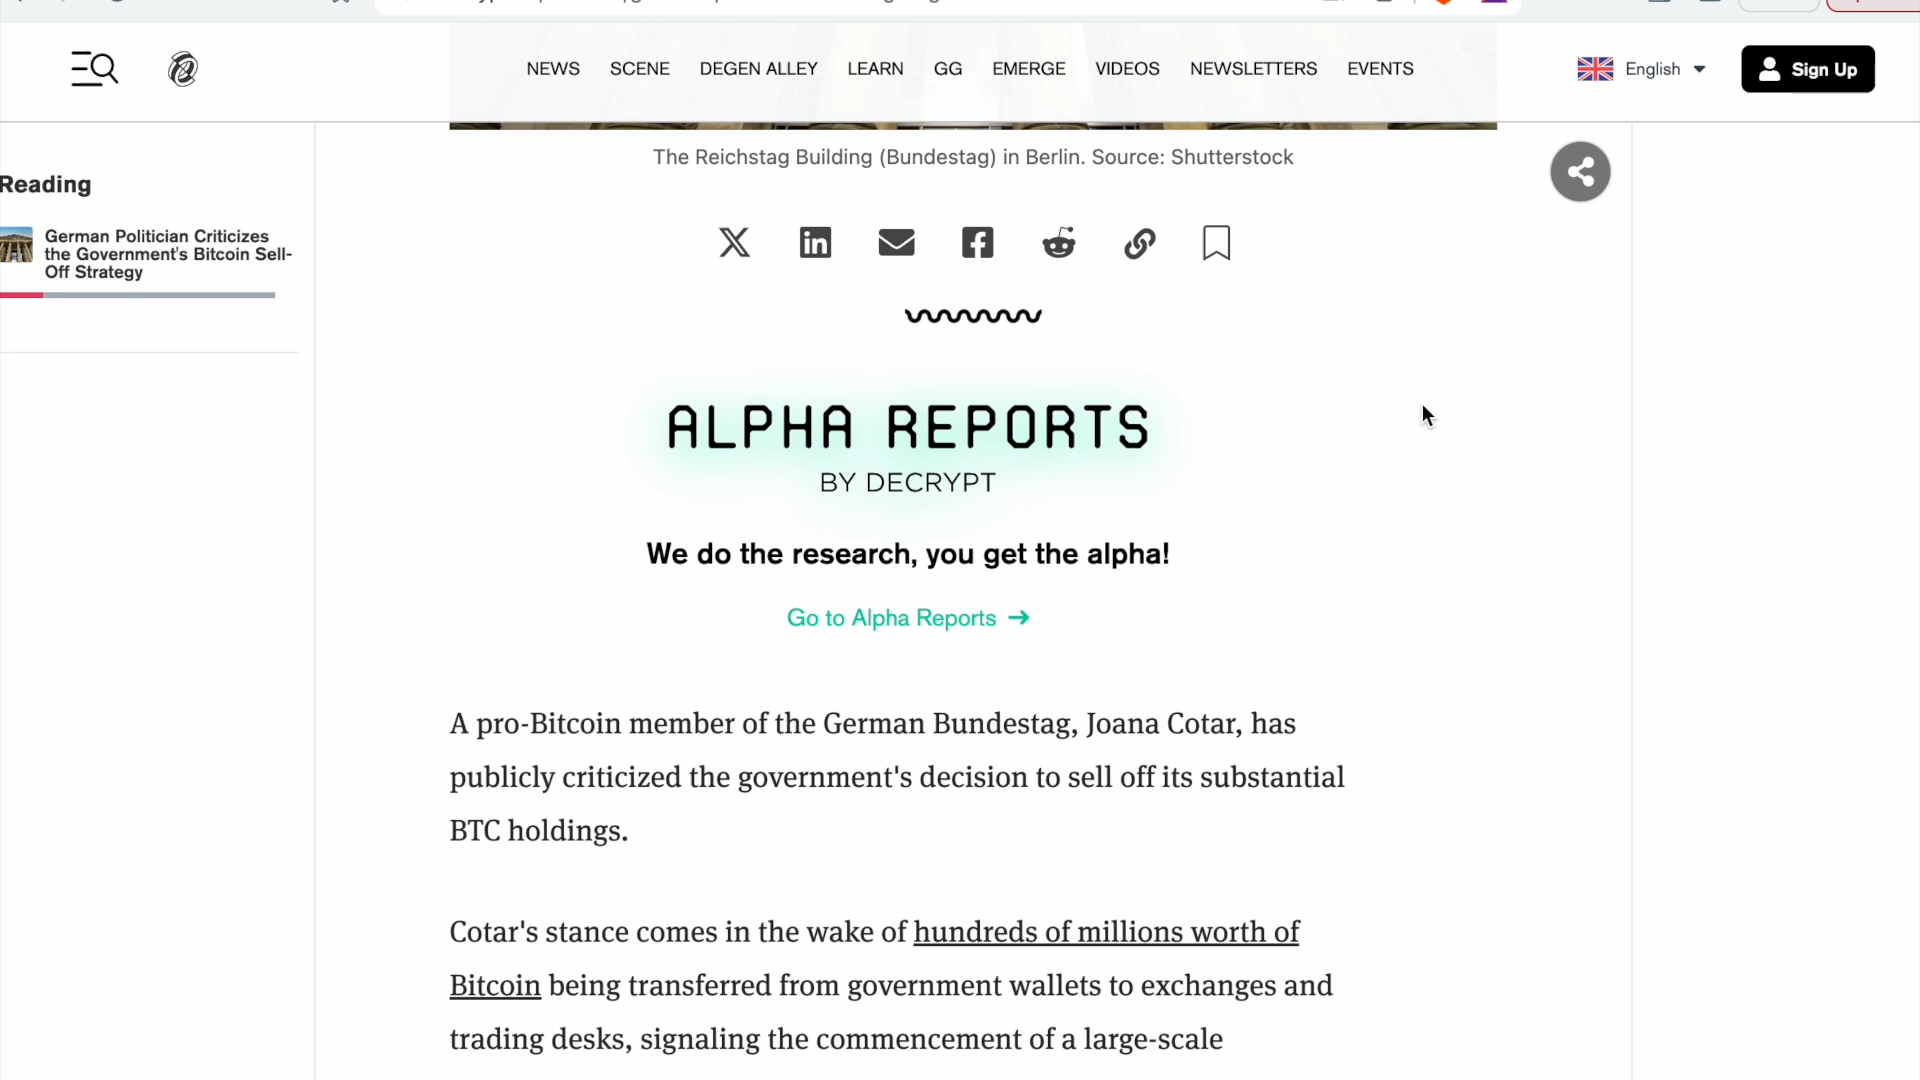 NEWS SCENE DEGEN ALLEY LEARN GG EMERGE VIDEOS NEWSLETTERS EVENTS
English
Sign Up
The Reichstag Building (Bundestag) in Berlin. Source: Shutterstock
Reading
German Politician Criticizes
the Government's Bitcoin Sell-
Off Strategy
ALPHA REPORTS
BY DECRYPT
We do the research, you get the alpha!
Go to Alpha Reports →
A pro-Bitcoin member of the German Bundestag, Joana Cotar, has
publicly criticized the government's decision to sell off its substantial
BTC holdings.
Cotar's stance comes in the wake of hundreds of millions worth of
Bitcoin being transferred from government wallets to exchanges and
trading desks, signaling the commencement of a large-scale